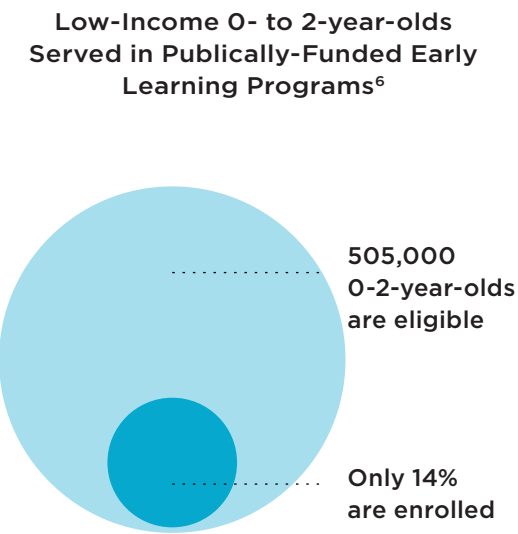 Low-Income 0- to 2-year-olds
Served in Publically-Funded Early
Learning Programs⁶
505,000
0-2-year-olds
are eligible
Only 14%
are enrolled